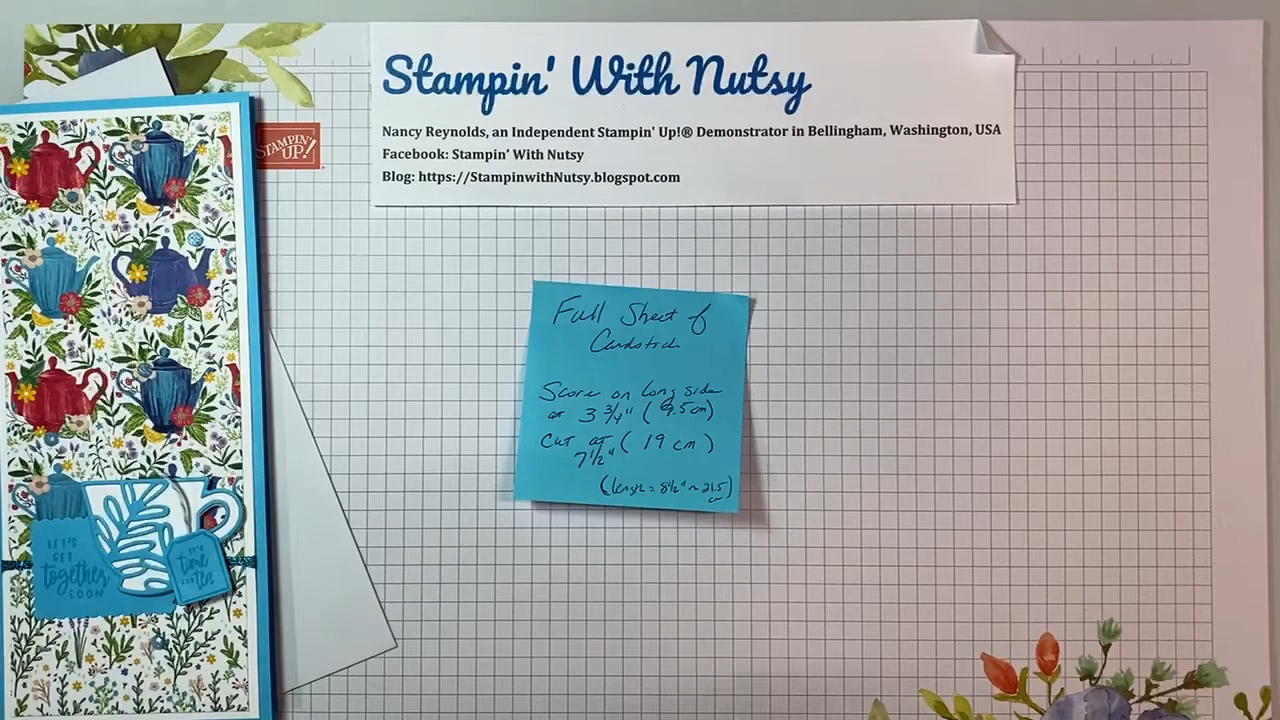 Stampin' With Nutsy
Nancy Reynolds, an Independent Stampin' Up!® Demonstrator in Bellingham, Washington, USA
Facebook: Stampin' With Nutsy
Blog: https://StampinwithNutsy.blogspot.com
STAMPIN'
UP!®
Full Sheet of
Cardstock
Score on long side
at 3 3/4" (9.5cm)
Cut at (19 cm)
7 1/2"
(length = 8 1/2" ~ 21.5
cm)
LET'S
GET
together
SOON
IT'S
time
FOR
tea